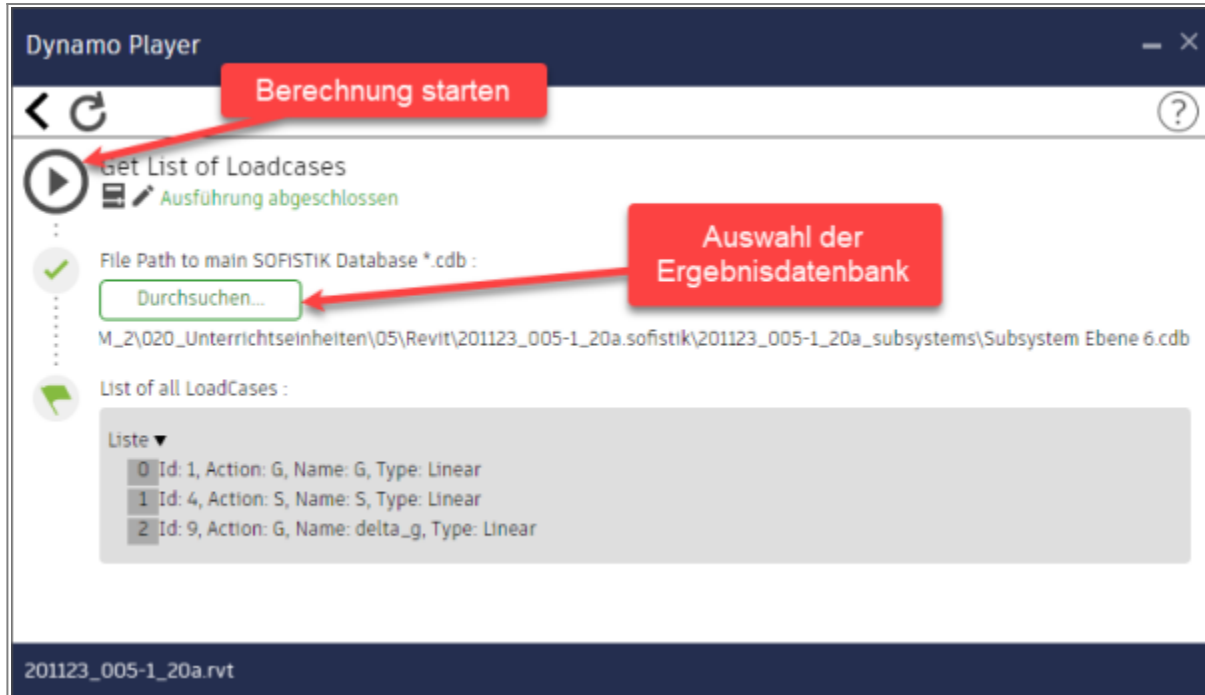 Dynamo Player
Berechnung starten
Get List of Loadcases
Ausführung abgeschlossen
Auswahl der
Ergebnisdatenbank
File Path to main SOFiSTiK Database *.cdb :
Durchsuchen...
M_2\020_Unterrichtseinheiten\05\Revit\201123_005-1_20a.sofistik\201123_005-1_20a_subsystems\Subsystem Ebene 6.cdb
List of all LoadCases :
Liste ▼
0 Id: 1, Action: G, Name: G, Type: Linear
1 Id: 4, Action: S, Name: S, Type: Linear
2 Id: 9, Action: G, Name: delta_g, Type: Linear
201123_005-1_20a.rvt